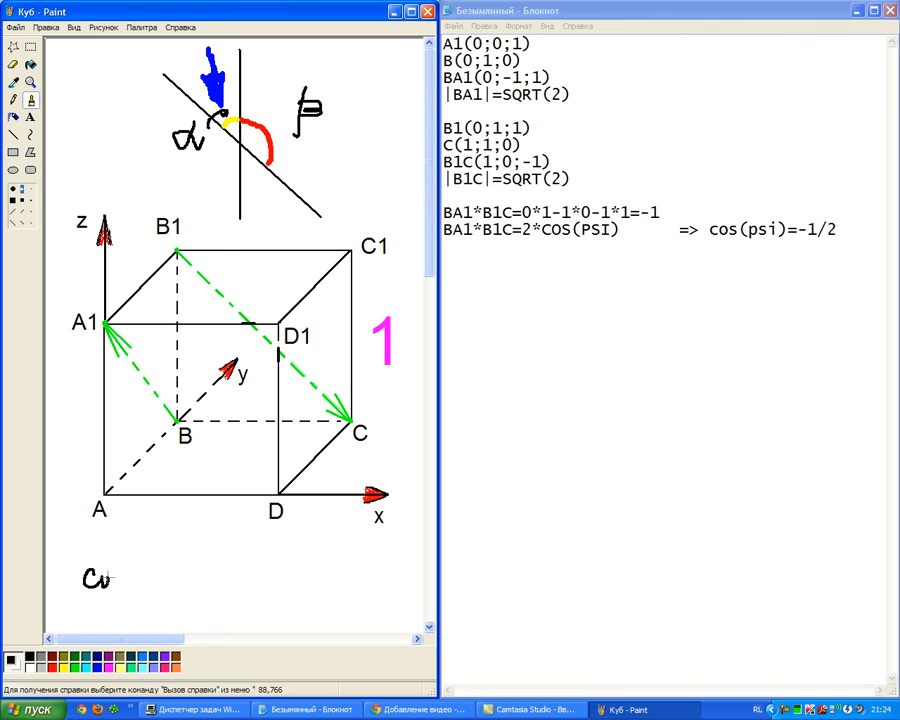 Куб - Paint
Файл Правка Вид Рисунок Палитра Справка
α
β
z
B1
C1
A1
D1
1
y
B
C
A
D
x
Для получения справки выберите команду "Вызов справки" из меню "
88,766
Безымянный - Блокнот
Файл Правка Формат Вид Справка
A1(0;0;1)
B(0;1;0)
BA1(0;-1;1)
|BA1|=SQRT(2)
B1(0;1;1)
C(1;1;0)
B1C(1;0;-1)
|B1C|=SQRT(2)
BA1*B1C=0*1-1*0-1*1=-1
BA1*B1C=2*COS(PSI) => cos(psi)=-1/2
пуск
Диспетчер задач Wi...
Безымянный - Блокнот
Добавление видео - ...
Camtasia Studio - Вв...
Куб - Paint
RL
21:24